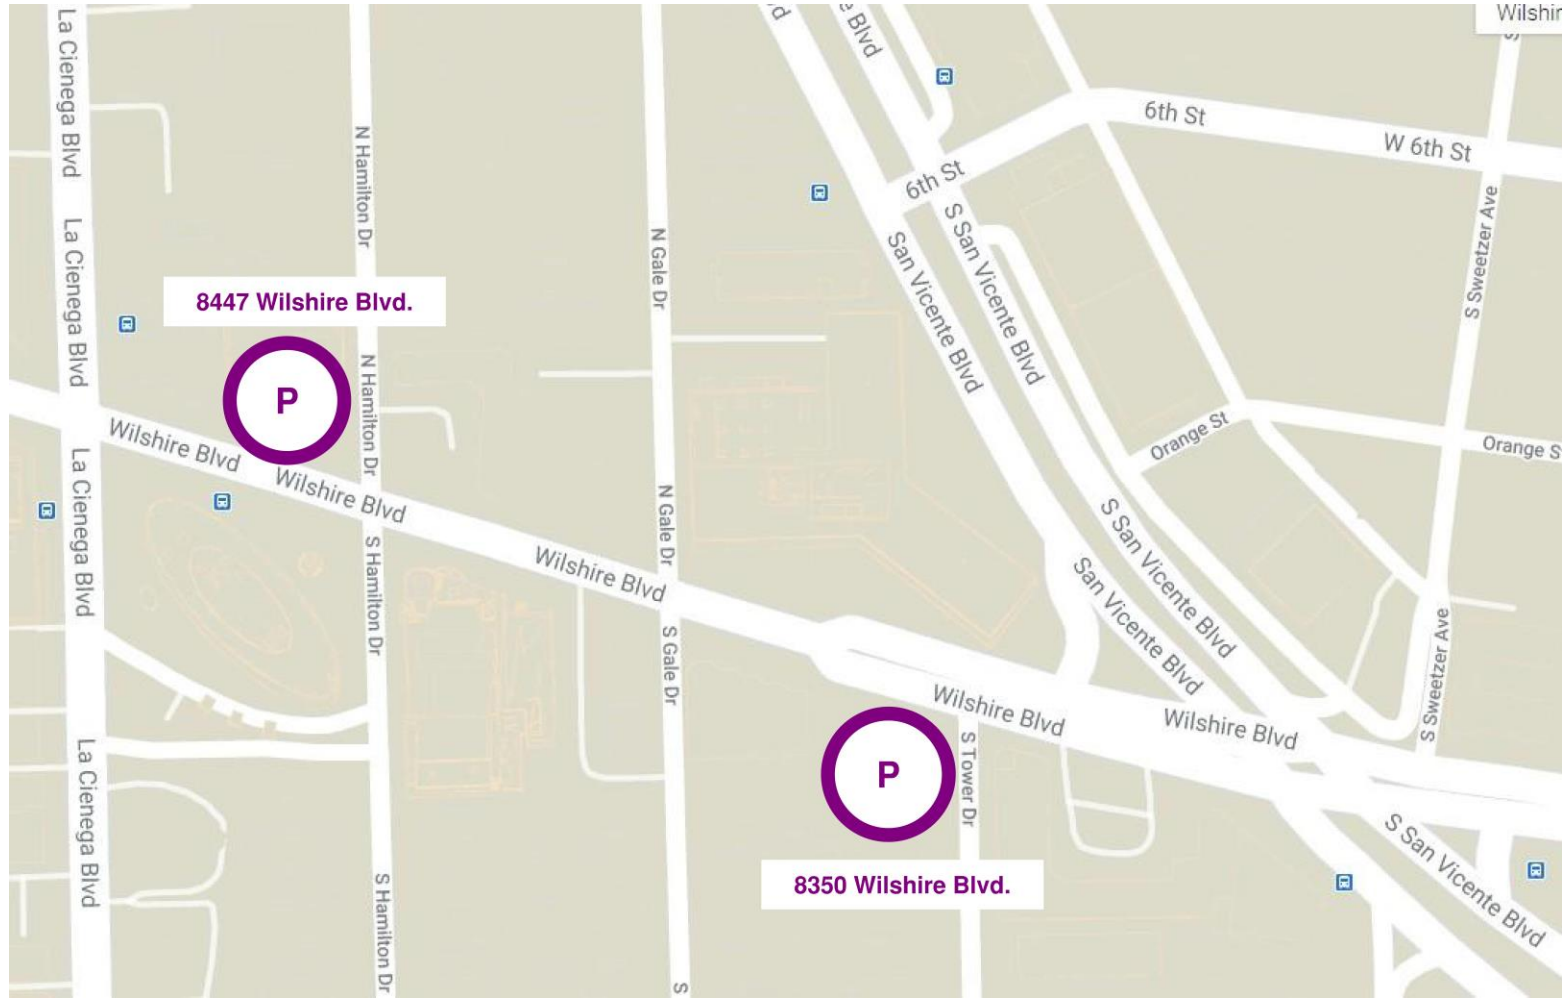 La Cienega Blvd
d
e Blvd
Wilshir
S
6th St
W 6th St
N Hamilton Dr
6th St
S Sweetzer Ave
La Cienega Blvd
N Gale Dr
San Vicente Blvd
S San Vicente Blvd
8447 Wilshire Blvd.
P
N Hamilton Dr
Orange St
Orange S
Wilshire Blvd
Wilshire Blvd
La Cienega Blvd
N Gale Dr
S San Vicente Blvd
San Vicente Blvd
S Hamilton Dr
Wilshire Blvd
S Gale Dr
S Sweetzer Ave
Wilshire Blvd
Wilshire Blvd
La Cienega Blvd
P
S Tower Dr
8350 Wilshire Blvd.
S San Vicente Blvd
S Hamilton Dr
S